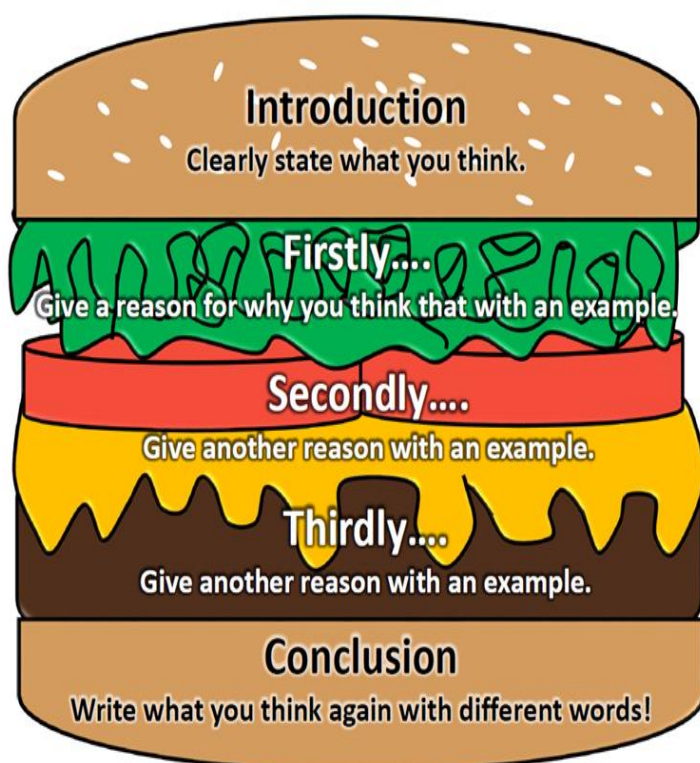 Introduction
Clearly state what you think.
Firstly....
Give a reason for why you think that with an example.
Secondly....
Give another reason with an example.
Thirdly....
Give another reason with an example.
Conclusion
Write what you think again with different words!